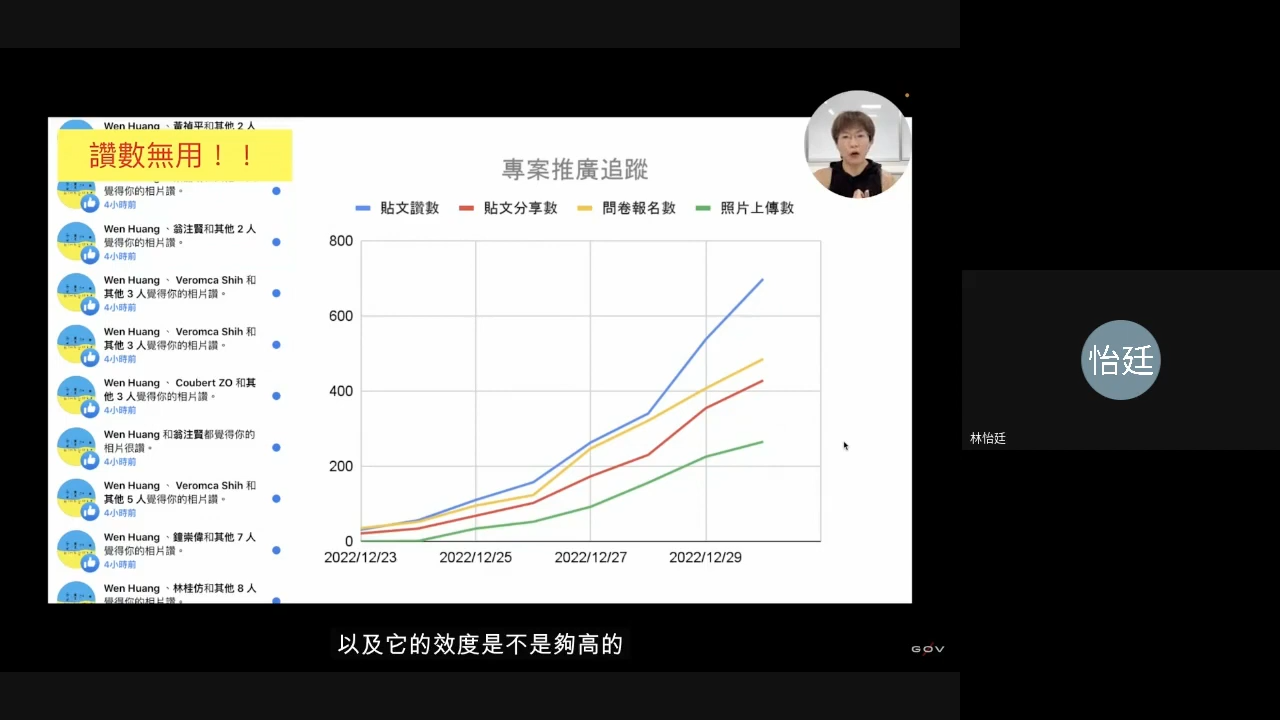 Wen Huang 、黃禎平和其他 2 人
讚數無用！！
覺得你的相片讚。
4小時前
Wen Huang 、翁注賢和其他 2 人
覺得你的相片讚。
4小時前
Wen Huang 、 Veromca Shih 和
其他 3 人覺得你的相片讚。
4小時前
Wen Huang 、 Veromca Shih 和
其他 3 人覺得你的相片讚。
4小時前
Wen Huang 、 Coubert ZO 和其
他 3 人覺得你的相片讚。
4小時前
Wen Huang 和翁注賢都覺得你的
相片很讚。
4小時前
Wen Huang 、 Veromca Shih 和
其他 5 人覺得你的相片讚。
4小時前
Wen Huang 、鐘崇偉和其他 7 人
覺得你的相片讚。
4小時前
Wen Huang 、林桂仿和其他 8 人
覺得你的相片讚。
專案推廣追蹤
貼文讚數 貼文分享數 問卷報名數 照片上傳數
800
600
400
200
0
2022/12/23 2022/12/25 2022/12/27 2022/12/29
以及它的效度是不是夠高的
GOV
怡廷
林怡廷